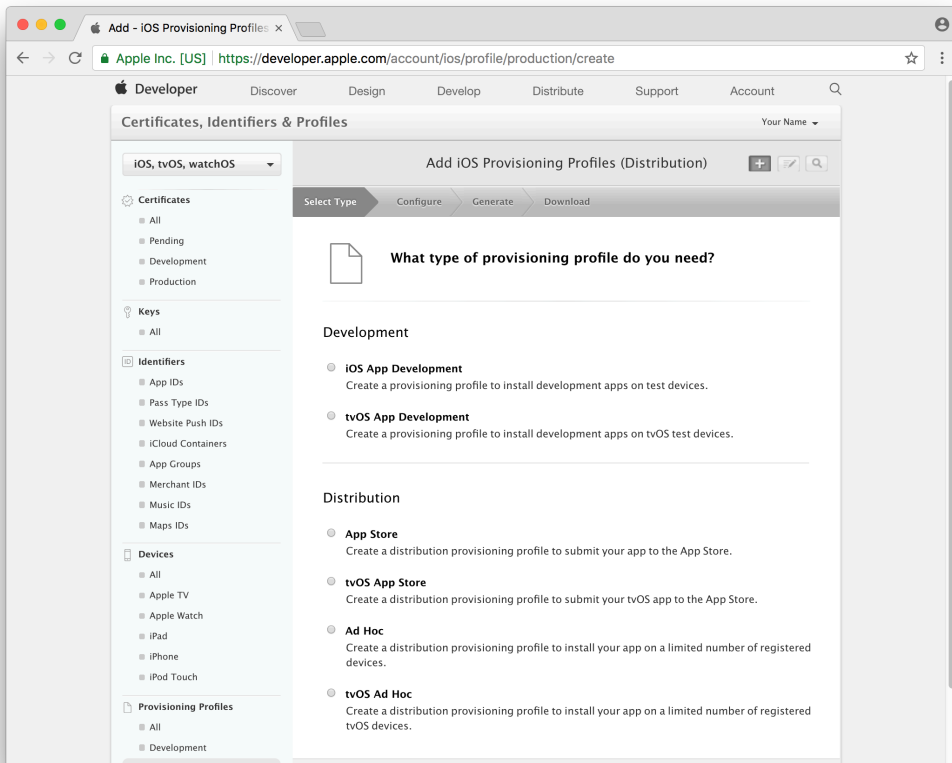 Add - iOS Provisioning Profiles
Apple Inc. [US] https://developer.apple.com/account/ios/profile/production/create
Developer Discover Design Develop Distribute Support Account
Certificates, Identifiers & Profiles
Your Name
iOS, tvOS, watchOS
Certificates
All
Pending
Development
Production
Keys
All
ID Identifiers
App IDs
Pass Type IDs
Website Push IDs
iCloud Containers
App Groups
Merchant IDs
Music IDs
Maps IDs
Devices
All
Apple TV
Apple Watch
iPad
iPhone
iPod Touch
Provisioning Profiles
All
Development
Add iOS Provisioning Profiles (Distribution)
Select Type Configure Generate Download
What type of provisioning profile do you need?
Development
iOS App Development
Create a provisioning profile to install development apps on test devices.
tvOS App Development
Create a provisioning profile to install development apps on tvOS test devices.
Distribution
App Store
Create a distribution provisioning profile to submit your app to the App Store.
tvOS App Store
Create a distribution provisioning profile to submit your tvOS app to the App Store.
Ad Hoc
Create a distribution provisioning profile to install your app on a limited number of registered
devices.
tvOS Ad Hoc
Create a distribution provisioning profile to install your app on a limited number of registered
tvOS devices.